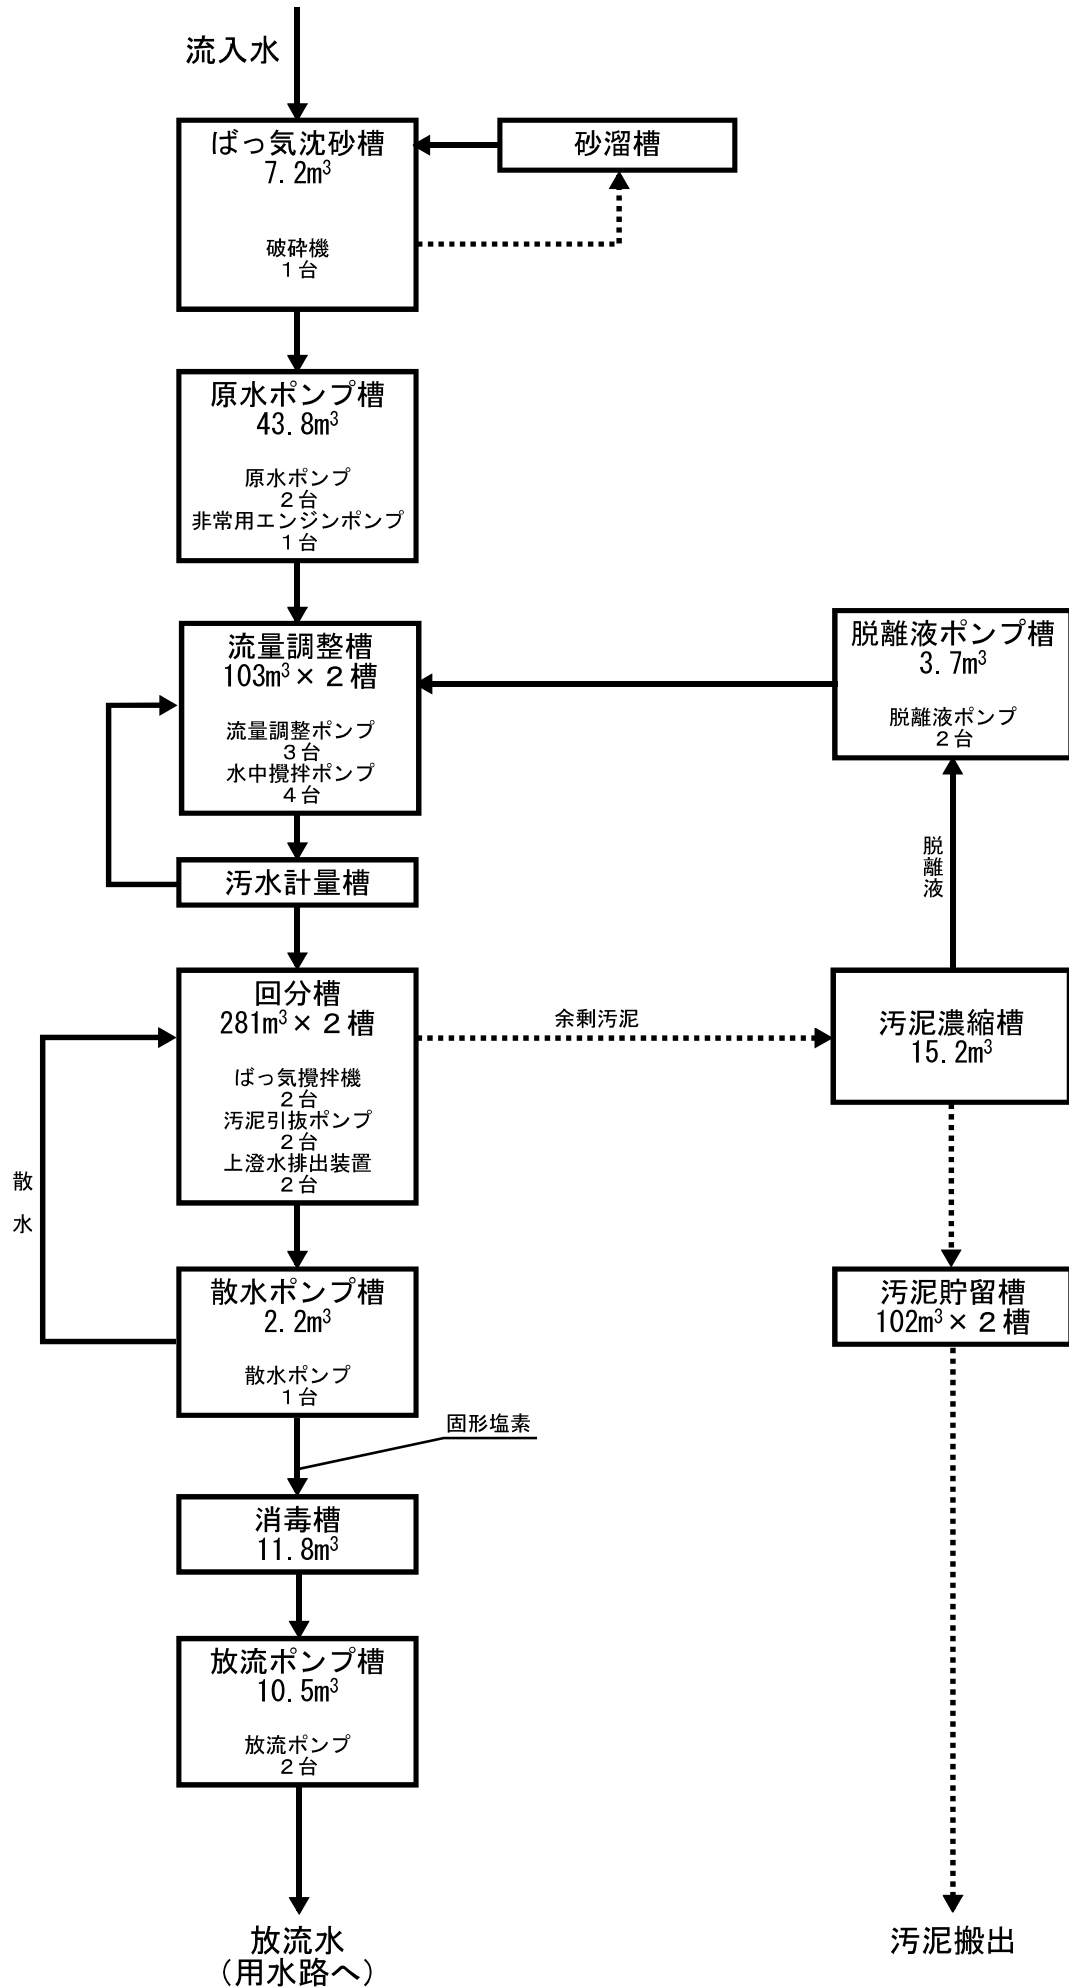 流入水
ばっ気沈砂槽
7.2m³
破砕機
1台
砂溜槽
原水ポンプ槽
43.8m³
原水ポンプ
2台
非常用エンジンポンプ
1台
流量調整槽
103m³×2槽
流量調整ポンプ
3台
水中攪拌ポンプ
4台
脱離液ポンプ槽
3.7m³
脱離液ポンプ
2台
脱離液
汚水計量槽
回分槽
281m³×2槽
ばっ気攪拌機
2台
汚泥引抜ポンプ
2台
上澄水排出装置
2台
余剰汚泥
汚泥濃縮槽
15.2m³
散水
散水ポンプ槽
2.2m³
散水ポンプ
1台
汚泥貯留槽
102m³×2槽
固形塩素
消毒槽
11.8m³
放流ポンプ槽
10.5m³
放流ポンプ
2台
放流水
(用水路へ)
汚泥搬出